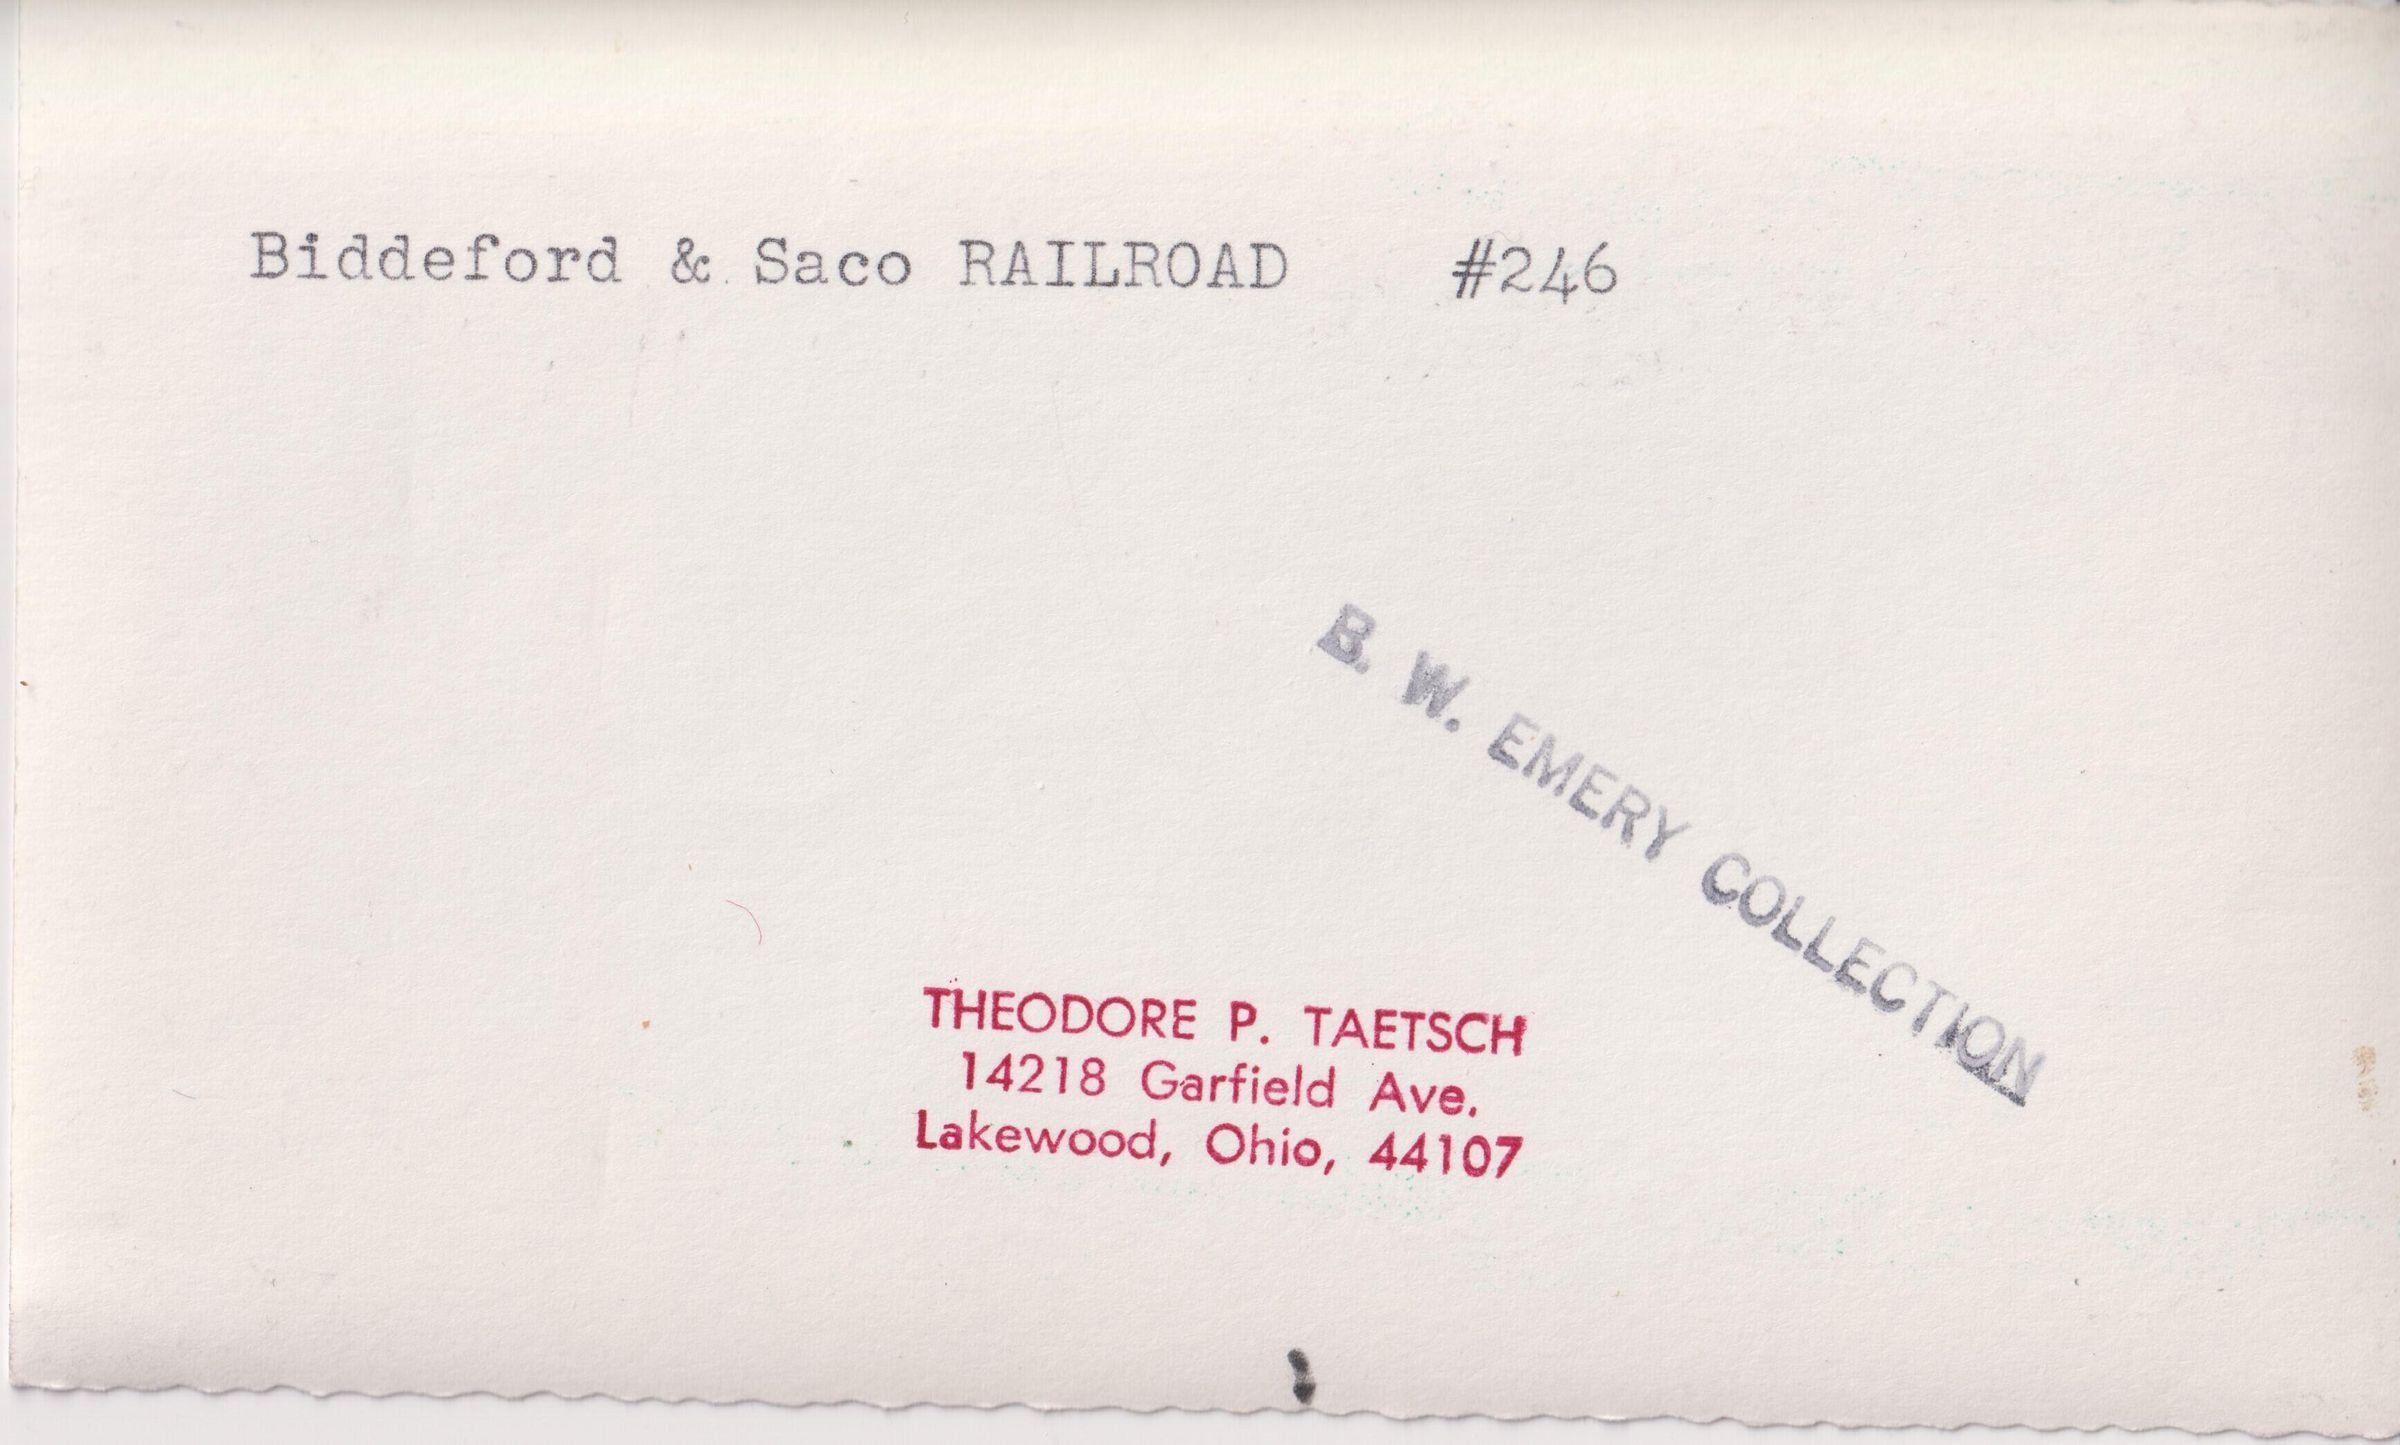 Biddeford & Saco RAILROAD #246
B. W. EMERY COLLECTION
THEODORE P. TAETSCH
14218 Garfield Ave.
Lakewood, Ohio, 44107